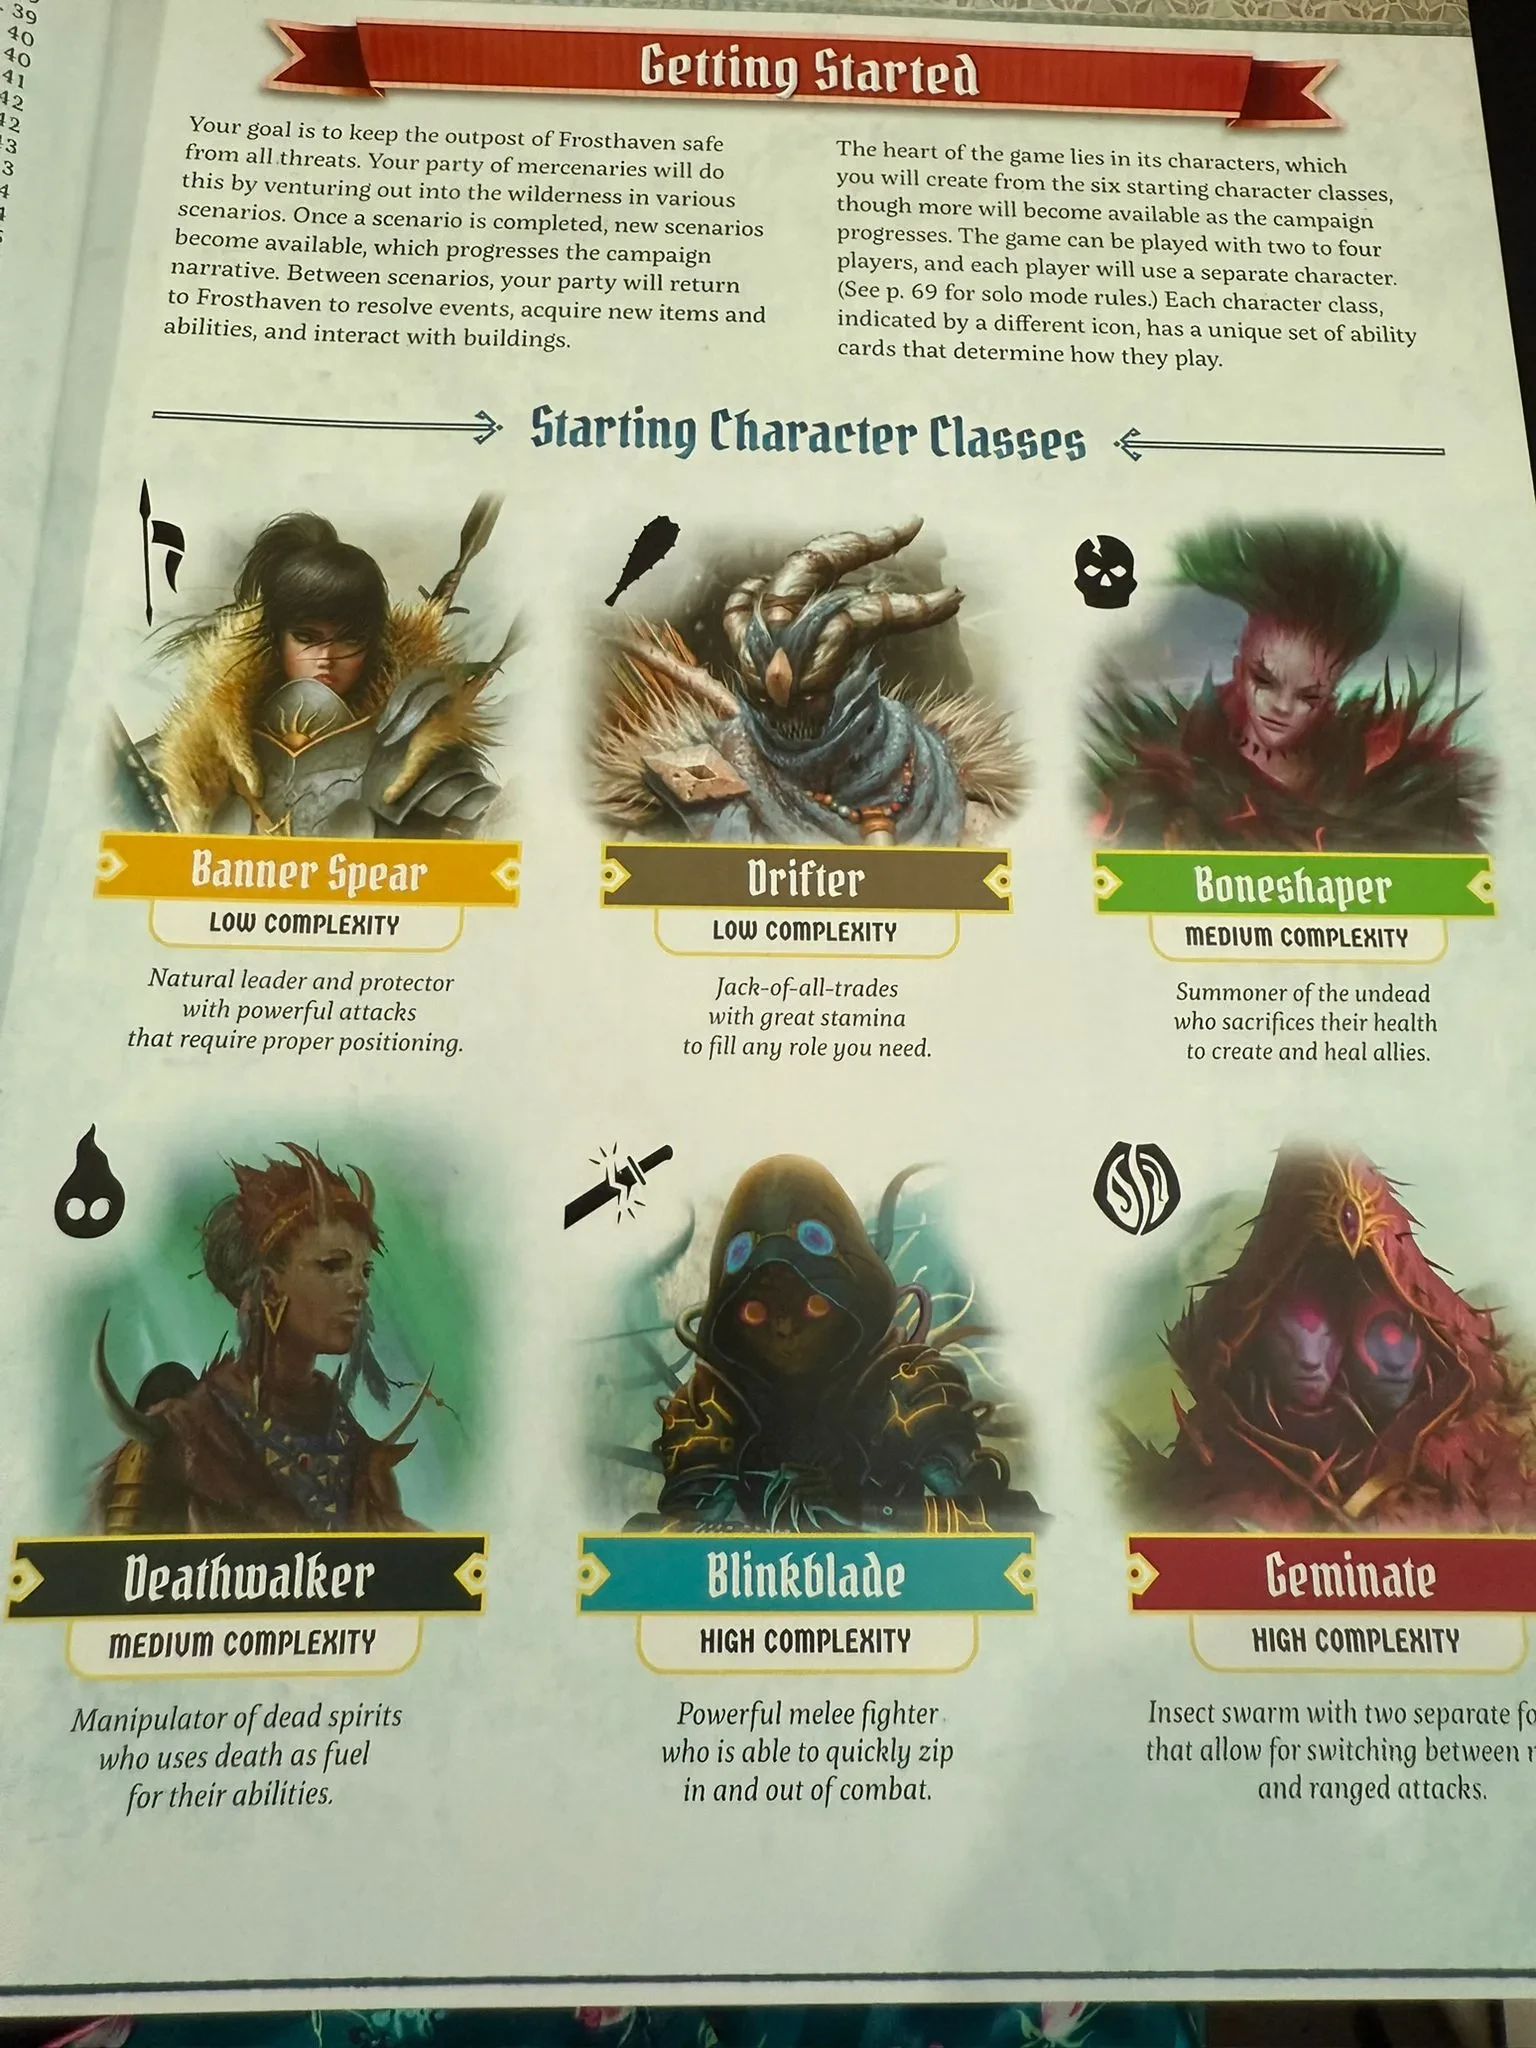 39
40
40
41
42
Getting Started
Your goal is to keep the outpost of Frosthaven safe
from all threats. Your party of mercenaries will do
this by venturing out into the wilderness in various
scenarios. Once a scenario is completed, new scenarios
become available, which progresses the campaign
narrative. Between scenarios, your party will return
to Frosthaven to resolve events, acquire new items and
abilities, and interact with buildings.
The heart of the game lies in its characters, which
you will create from the six starting character classes,
though more will become available as the campaign
progresses. The game can be played with two to four
players, and each player will use a separate character.
(See p. 69 for solo mode rules.) Each character class,
indicated by a different icon, has a unique set of ability
cards that determine how they play.
Starting Character Classes
Banner Spear
LOW COMPLEXITY
Natural leader and protector
with powerful attacks
that require proper positioning.
Drifter
LOW COMPLEXITY
Jack-of-all-trades
with great stamina
to fill any role you need.
Boneshaper
MEDIUM COMPLEXITY
Summoner of the undead
who sacrifices their health
to create and heal allies.
Deathwalker
MEDIUM COMPLEXITY
Manipulator of dead spirits
who uses death as fuel
for their abilities.
Blinkblade
HIGH COMPLEXITY
Powerful melee fighter
who is able to quickly zip
in and out of combat.
Geminate
HIGH COMPLEXITY
Insect swarm with two separate
that allow for switching between
and ranged attacks.